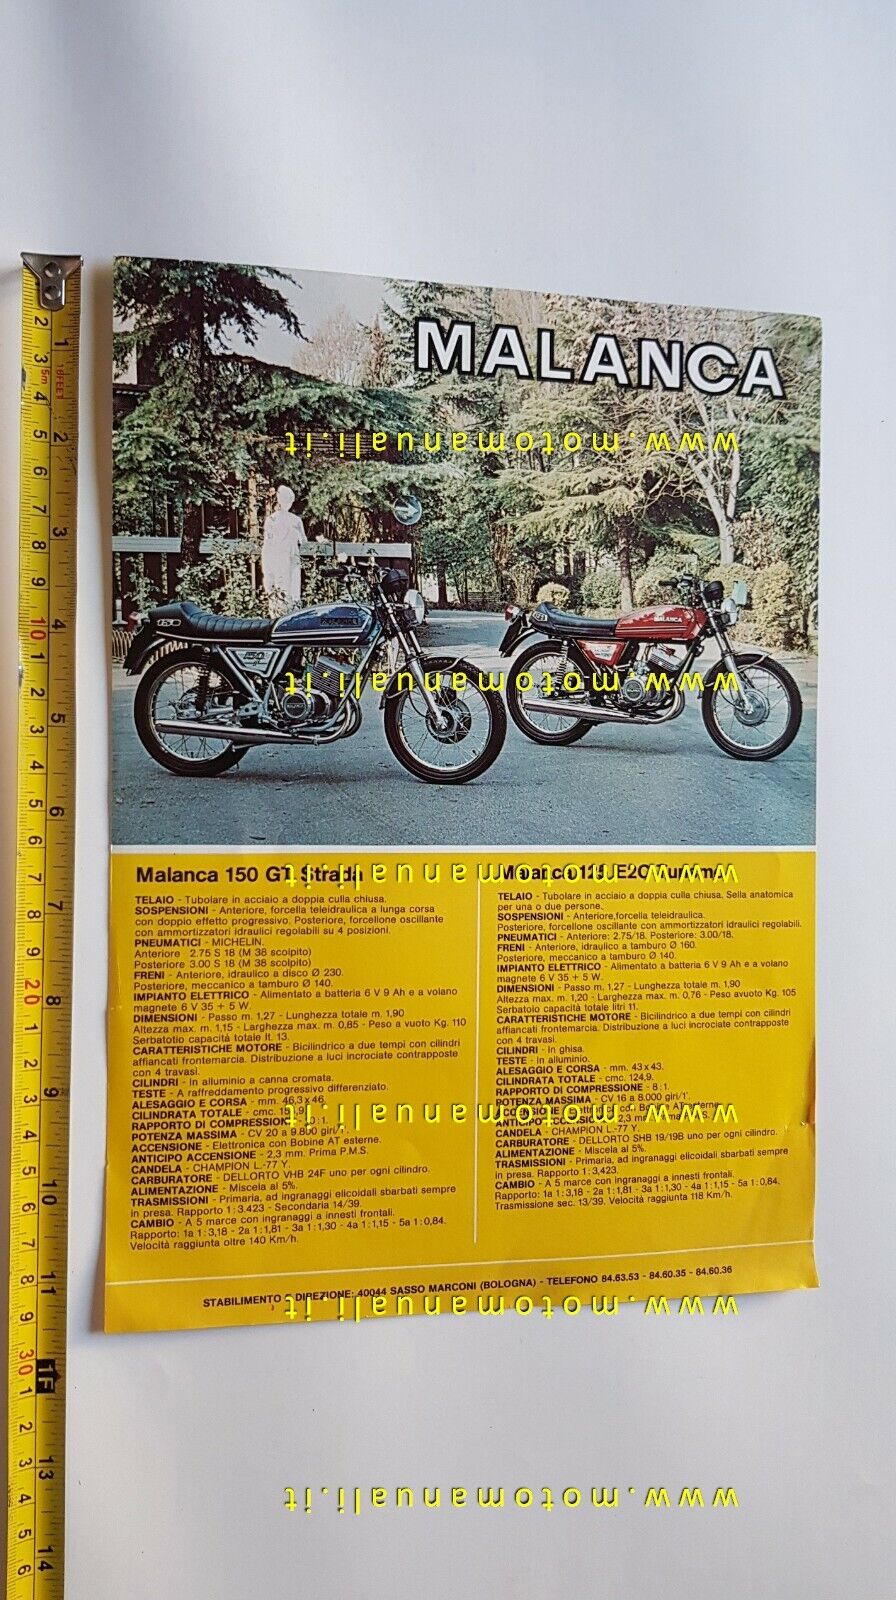 MALANCA
www.motomanuali.it
150
150
MALANCA
www.motomanuali.it
Malanca 150 GT. Strada
www.motomanuali.it
TELAIO - Tubolare in acciaio a doppia culla chiusa.
SOSPENSIONI - Anteriore, forcella teleidraulica a lunga corsa
con doppio effetto progressivo. Posteriore, forcellone oscillante
con ammortizzatori idraulici regolabili su 4 posizioni.
PNEUMATICI - MICHELIN.
Anteriore 2.75 S 18 (M 38 scolpito)
Posteriore 3.00 S 18 (M 38 scolpito)
FRENI - Anteriore, idraulico a disco Ø 230.
Posteriore, meccanico a tamburo Ø 140.
IMPIANTO ELETTRICO - Alimentato a batteria 6 V 9 Ah e a volano
magnete 6 V 35 + 5 W.
DIMENSIONI - Passo m. 1,27 - Lunghezza totale m. 1,90
Altezza max. m. 1,15 - Larghezza max. m. 0,85 - Peso a vuoto Kg. 110
Serbatotio capacità totale lt. 13.
CARATTERISTICHE MOTORE - Bicilindrico a due tempi con cilindri
affiancati frontemarcia. Distribuzione a luci incrociate contrapposte
con 4 travasi.
CILINDRI - In alluminio a canna cromata.
TESTE - A raffreddamento progressivo differenziato.
ALESAGGIO E CORSA - mm. 46,3 x 46.
CILINDRATA TOTALE - cmc.
RAPPORTO DI COMPRESSIONE
POTENZA MASSIMA - CV 20 a 9.800 giri/1'.
ACCENSIONE - Elettronica con Bobine AT esterne.
ANTICIPO ACCENSIONE - 2,3 mm. Prima P.M.S.
CANDELA - CHAMPION L.-77 Y.
CARBURATORE - DELLORTO VHB 24F uno per ogni cilindro.
ALIMENTAZIONE - Miscela al 5%.
TRASMISSIONI - Primaria, ad ingranaggi elicoidali sbarbati sempre
in presa. Rapporto 1: 3.423 - Secondaria 14/39.
CAMBIO - A 5 marce con ingranaggi a innesti frontali.
Rapporto: 1a 1:3,18 - 2a 1:1,81 - 3a 1:1,30 - 4a 1:1,15 - 5a 1:0,84.
Velocità raggiunta oltre 140 Km/h.
Malanca 125
TELAIO - Tubolare in acciaio a doppia culla chiusa. Sella anatomica
per una o due persone.
SOSPENSIONI - Anteriore,forcella teleidraulica.
Posteriore, forcellone oscillante con ammortizzatori idraulici regolabili.
PNEUMATICI - Anteriore: 2.75/18. Posteriore: 3.00/18.
FRENI - Anteriore, idraulico a tamburo Ø 160.
Posteriore, meccanico a tamburo Ø 140.
IMPIANTO ELETTRICO - Alimentato a batteria 6 V 9 Ah e a volano
magnete 6 V 35 + 5 W.
DIMENSIONI - Passo m. 1,27 - Lunghezza totale m. 1,90
Altezza max. m. 1,20 - Larghezza max. m. 0,76 - Peso avuoto Kg. 105
Serbatoio capacità totale litri 11.
CARATTERISTICHE MOTORE - Bicilindrico a due tempi con cilindri
affiancati frontemarcia. Distribuzione a luci incrociate contrapposte
con 4 travasi.
CILINDRI - In ghisa.
TESTE - In alluminio.
ALESAGGIO E CORSA - mm. 43 x 43.
CILINDRATA TOTALE - cmc. 124,9.
RAPPORTO DI COMPRESSIONE - 8 : 1.
POTENZA MASSIMA - CV 16 a 8.000 giri/1'.
www.motomanuali.it
CANDELA - CHAMPION L.-77 Y.
CARBURATORE - DELLORTO SHB 19/19B uno per ogni cilindro.
ALIMENTAZIONE - Miscela al 5%.
TRASMISSIONI - Primaria, ad ingranaggi elicoidali sbarbati sempre
in presa. Rapporto 1: 3,423.
CAMBIO - A 5 marce con ingranaggi a innesti frontali.
Rapporto: 1a 1:3,18 - 2a 1:1,81 - 3a 1:1,30 - 4a 1:1,15 - 5a 1:0,84.
Trasmissione sec. 13/39. Velocità raggiunta 118 Km/h.
STABILIMENTO E DIREZIONE: 40044 SASSO MARCONI (BOLOGNA) - TELEFONO 84.63.53 - 84.60.35 - 84.60.36
www.motomanuali.it
www.motomanuali.it